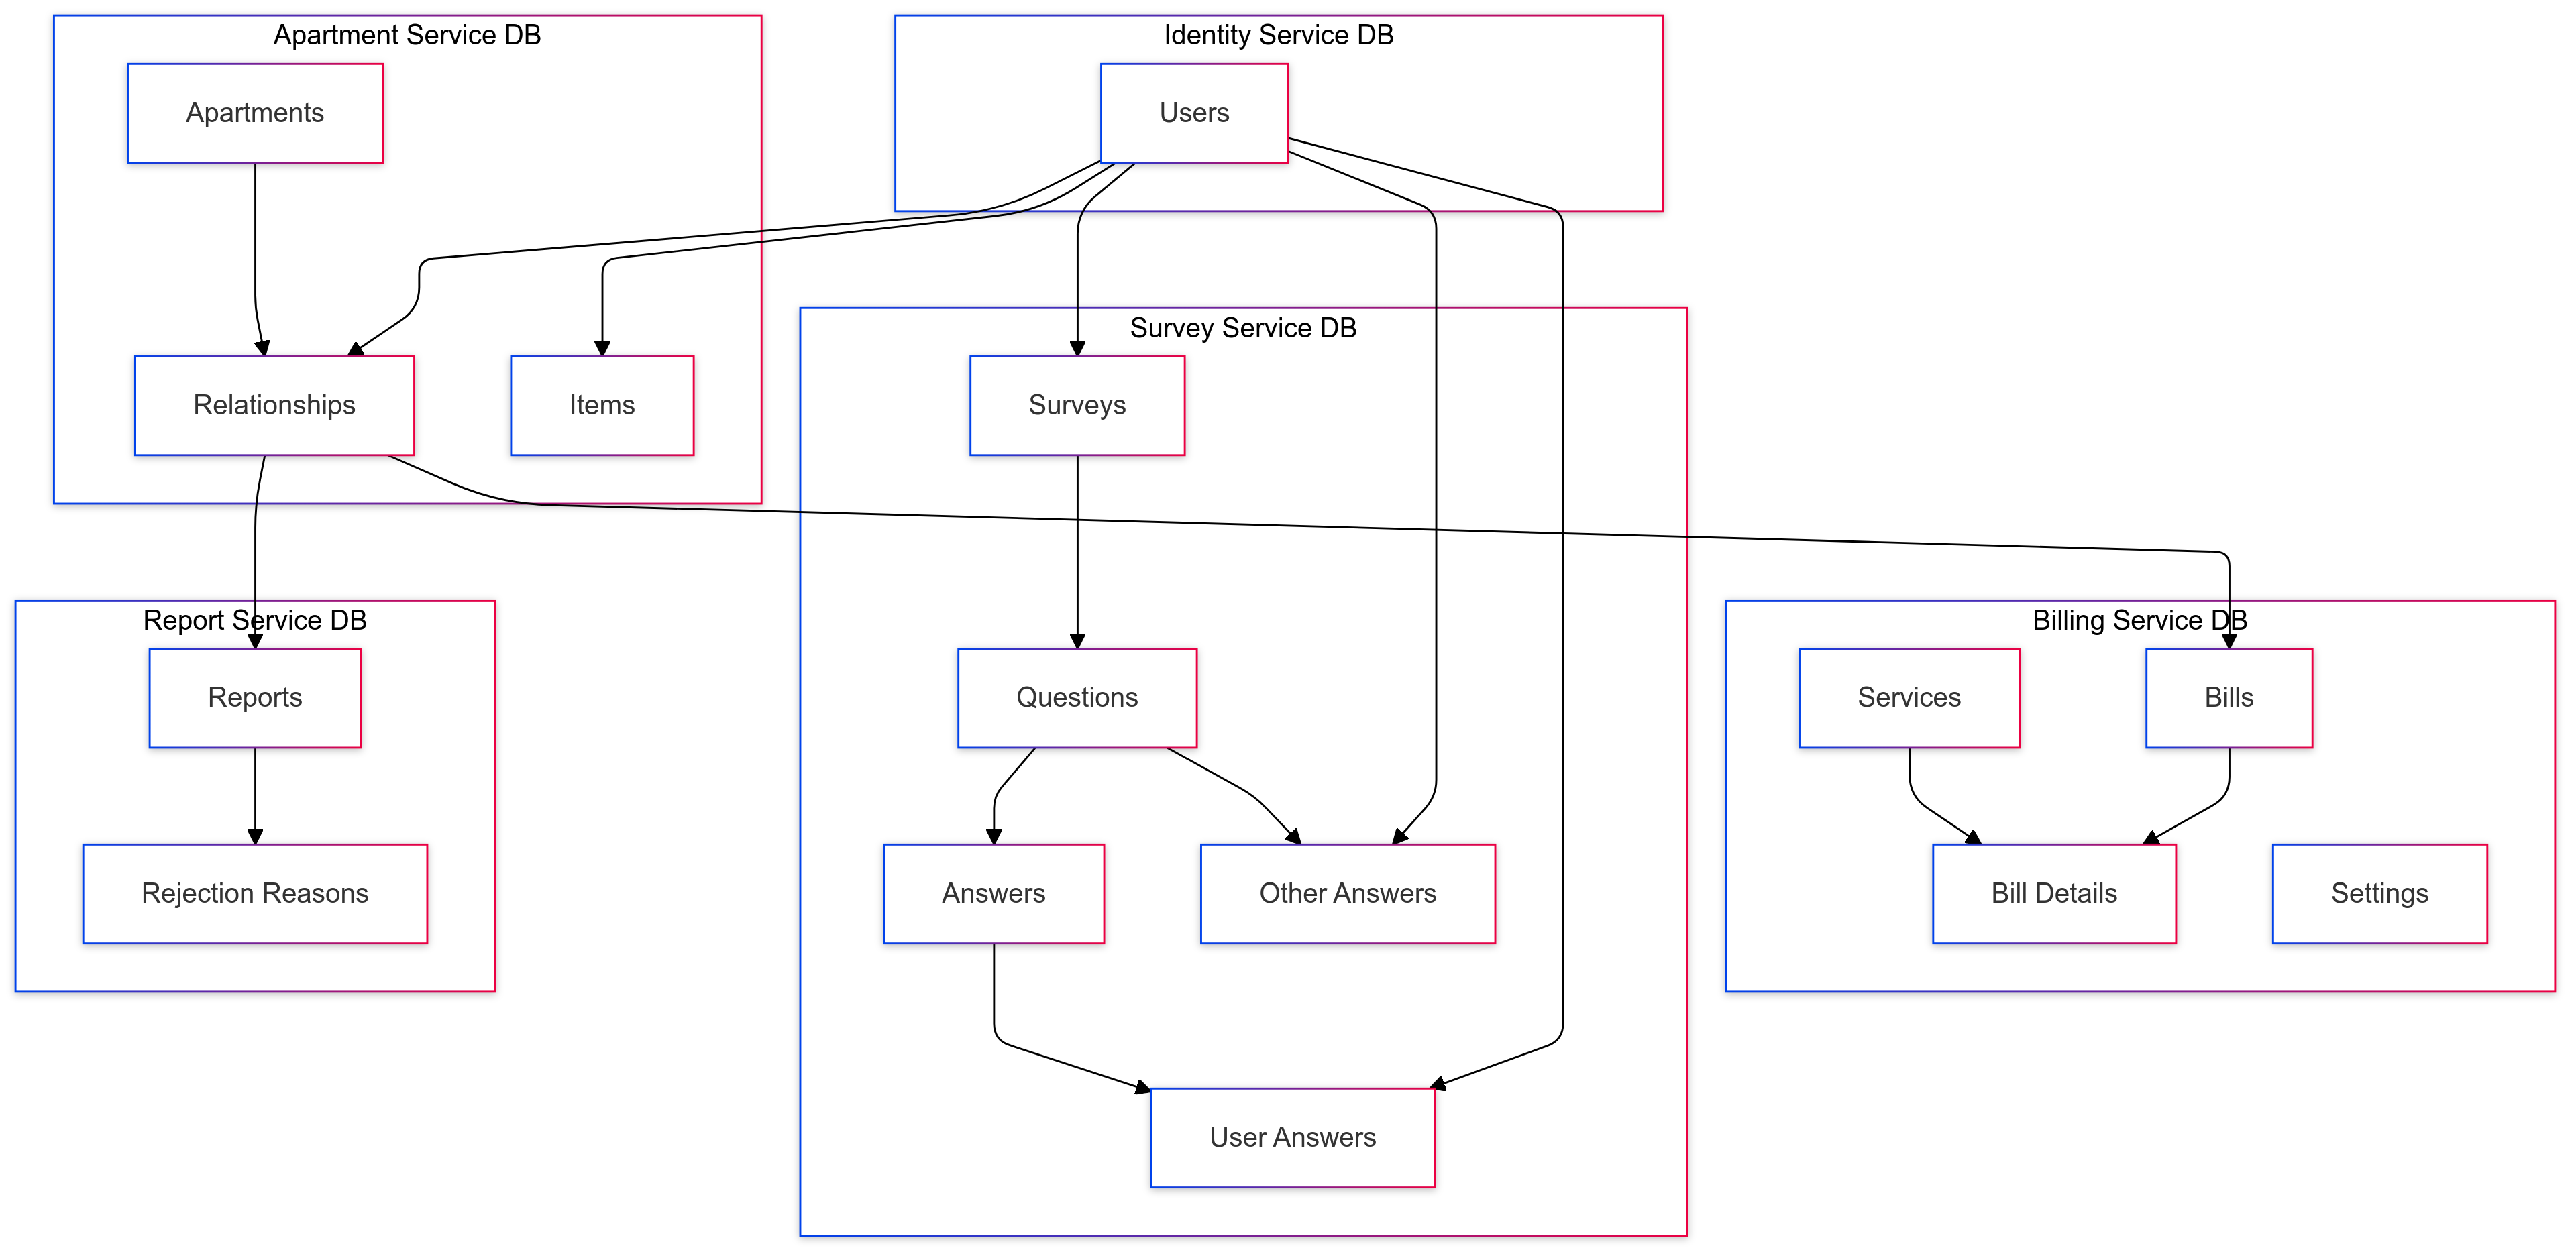 Apartment Service DB
Identity Service DB
Apartments
Users
Survey Service DB
Relationships
Items
Surveys
Report Service DB
Billing Service DB
Reports
Questions
Services
Bills
Rejection Reasons
Answers
Other Answers
Bill Details
Settings
User Answers